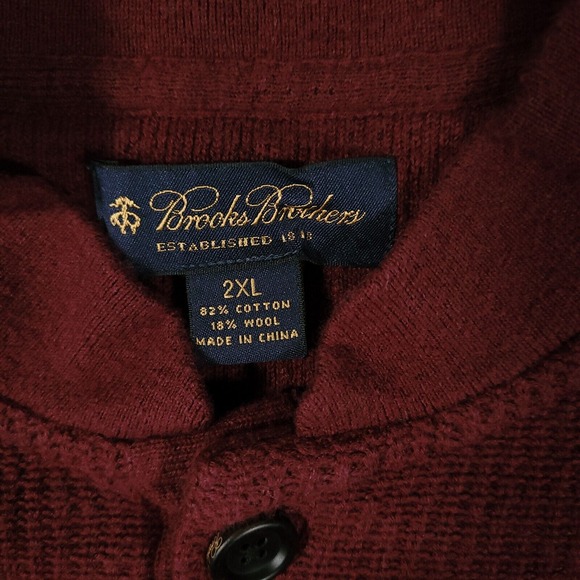 Brooks Brothers
ESTABLISHED 1818
2XL
82% COTTON
18% WOOL
MADE IN CHINA